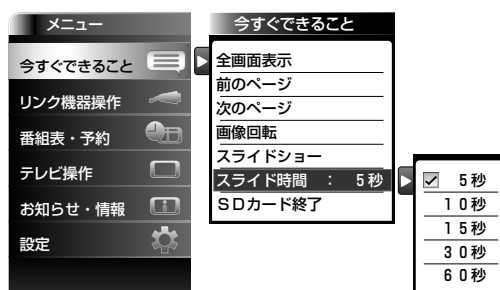 メニュー
今すぐできること
リンク機器操作
番組表・予約
テレビ操作
お知らせ・情報
設定
今すぐできること
全画面表示
前のページ
次のページ
画像回転
スライドショー
スライド時間 : 5秒
SDカード終了
5秒
10秒
15秒
30秒
60秒